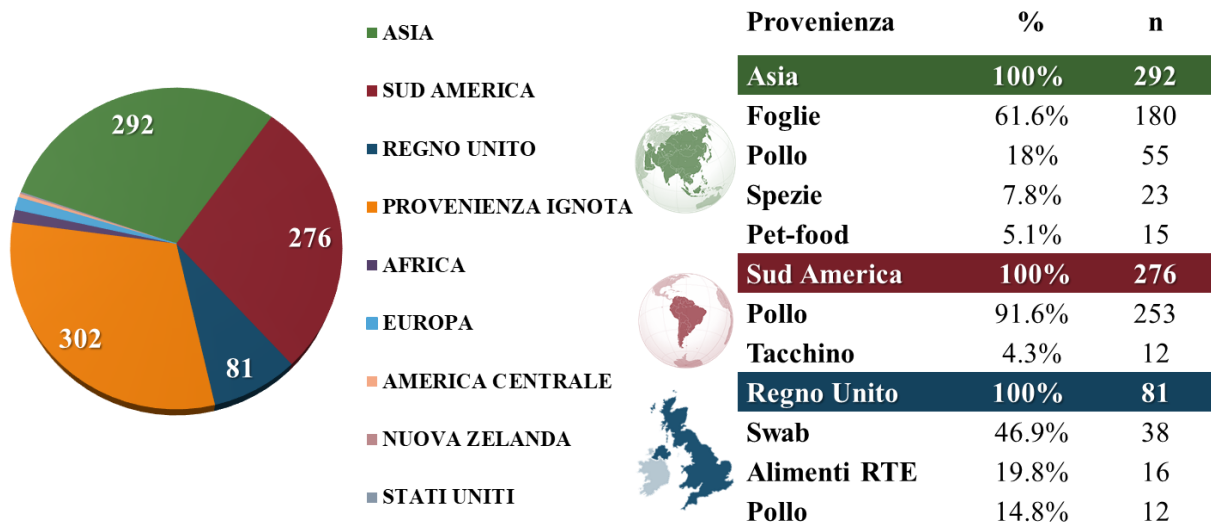 292
276
81
302
ASIA
SUD AMERICA
REGNO UNITO
PROVENIENZA IGNOTA
AFRICA
EUROPA
AMERICA CENTRALE
NUOVA ZELANDA
STATI UNITI
Provenienza % n
Asia 100% 292
Foglie 61.6% 180
Pollo 18% 55
Spezie 7.8% 23
Pet-food 5.1% 15
Sud America 100% 276
Pollo 91.6% 253
Tacchino 4.3% 12
Regno Unito 100% 81
Swab 46.9% 38
Alimenti RTE 19.8% 16
Pollo 14.8% 12